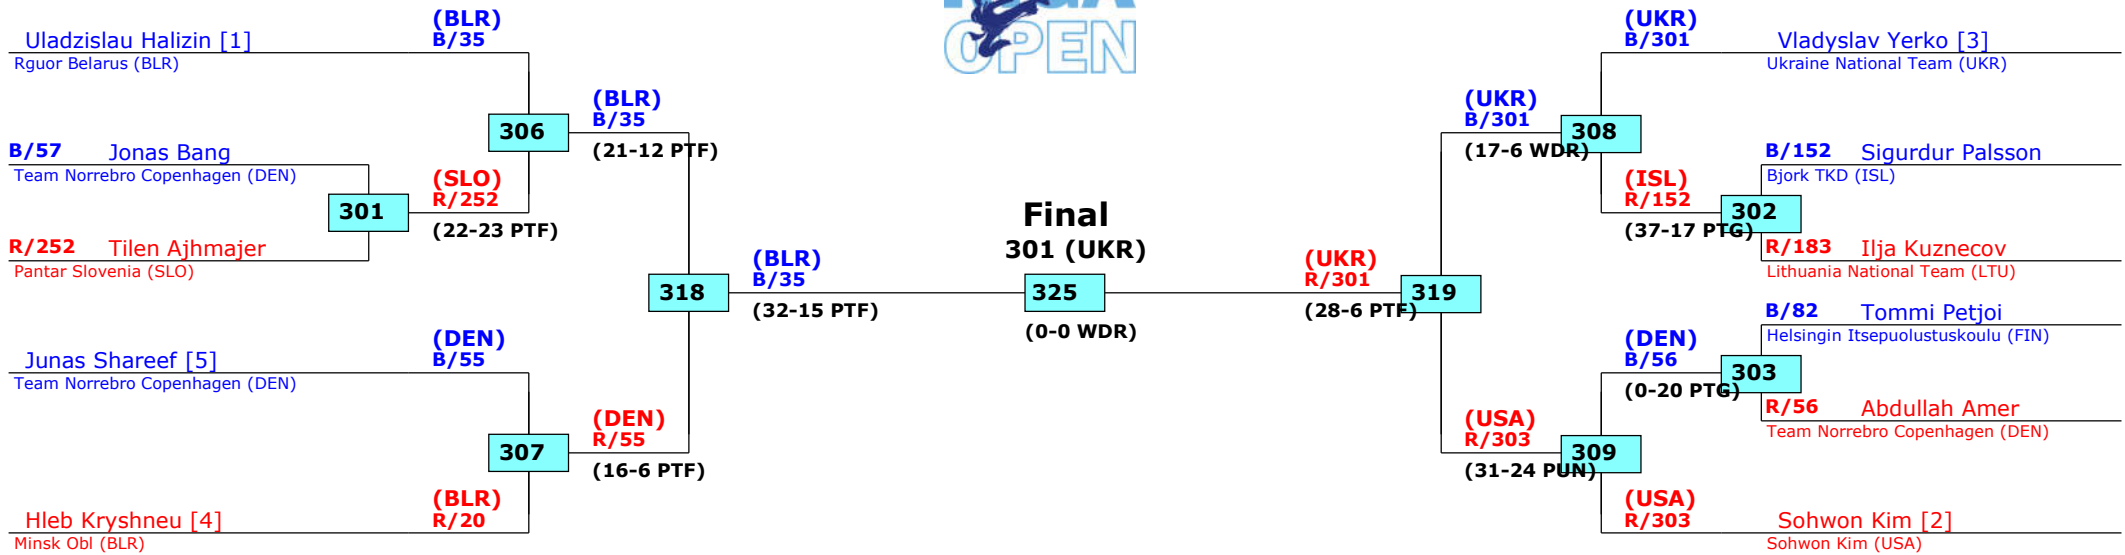 OPEN
(BLR)
B/35
Uladzislau Halizin [1]
Rguor Belarus (BLR)
306
(BLR)
B/35
(21-12 PTF)
B/57 Jonas Bang
Team Norrebro Copenhagen (DEN)
301
(SLO)
R/252
(22-23 PTF)
R/252 Tilen Ajhmajer
Pantar Slovenia (SLO)
318
(BLR)
B/35
(32-15 PTF)
(DEN)
B/55
Junas Shareef [5]
Team Norrebro Copenhagen (DEN)
307
(DEN)
R/55
(16-6 PTF)
(BLR)
R/20
Hleb Kryshneu [4]
Minsk Obl (BLR)
Final
301 (UKR)
325
(0-0 WDR)
(UKR)
R/301
(28-6 PTF)
319
(UKR)
B/301
Vladyslav Yerko [3]
Ukraine National Team (UKR)
(UKR)
B/301
(17-6 WDR)
308
B/152 Sigurdur Palsson
Bjork TKD (ISL)
(ISL)
R/152
(37-17 PTG)
302
R/183 Ilja Kuznecov
Lithuania National Team (LTU)
B/82 Tommi Petjoi
Helsingin Itsepuolustuskoulu (FIN)
(DEN)
B/56
(0-20 PTG)
303
R/56 Abdullah Amer
Team Norrebro Copenhagen (DEN)
(USA)
R/303
(31-24 PUN)
309
(USA)
R/303
Sohwon Kim [2]
Sohwon Kim (USA)